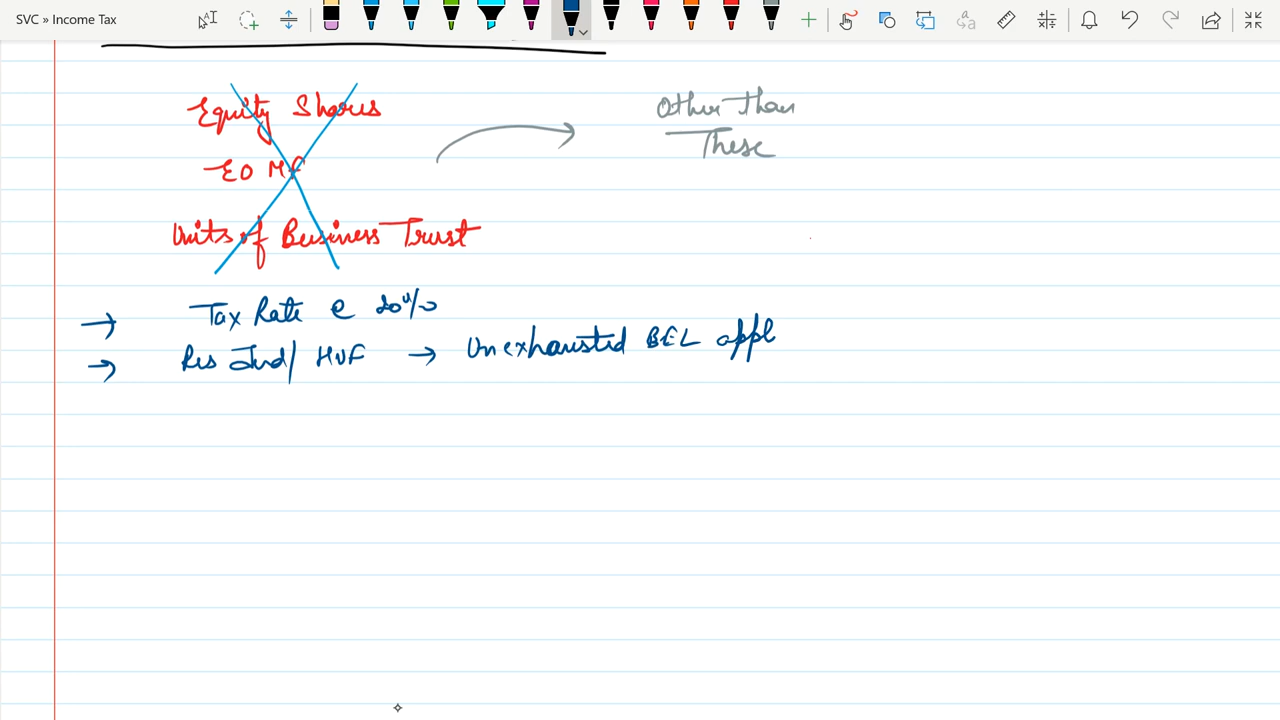 SVC » Income Tax
Equity Shares
EO MF
Units of Business Trust
Other Than
These
→ Tax Rate @ 20%
→ Res Ind/ HUF → Unexhausted BEL appl